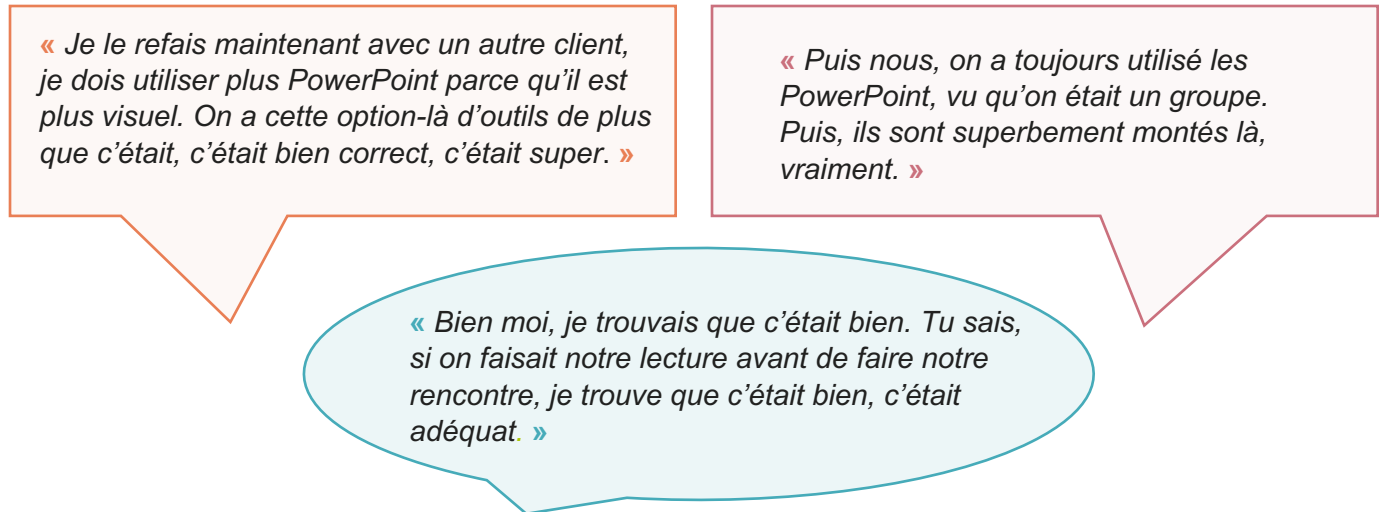 « Je le refais maintenant avec un autre client,
je dois utiliser plus PowerPoint parce qu’il est
plus visuel. On a cette option-là d’outils de plus
que c’était, c’était bien correct, c’était super. »
« Puis nous, on a toujours utilisé les
PowerPoint, vu qu’on était un groupe.
Puis, ils sont superbement montés là,
vraiment. »
« Bien moi, je trouvais que c’était bien. Tu sais,
si on faisait notre lecture avant de faire notre
rencontre, je trouve que c’était bien, c’était
adéquat. »